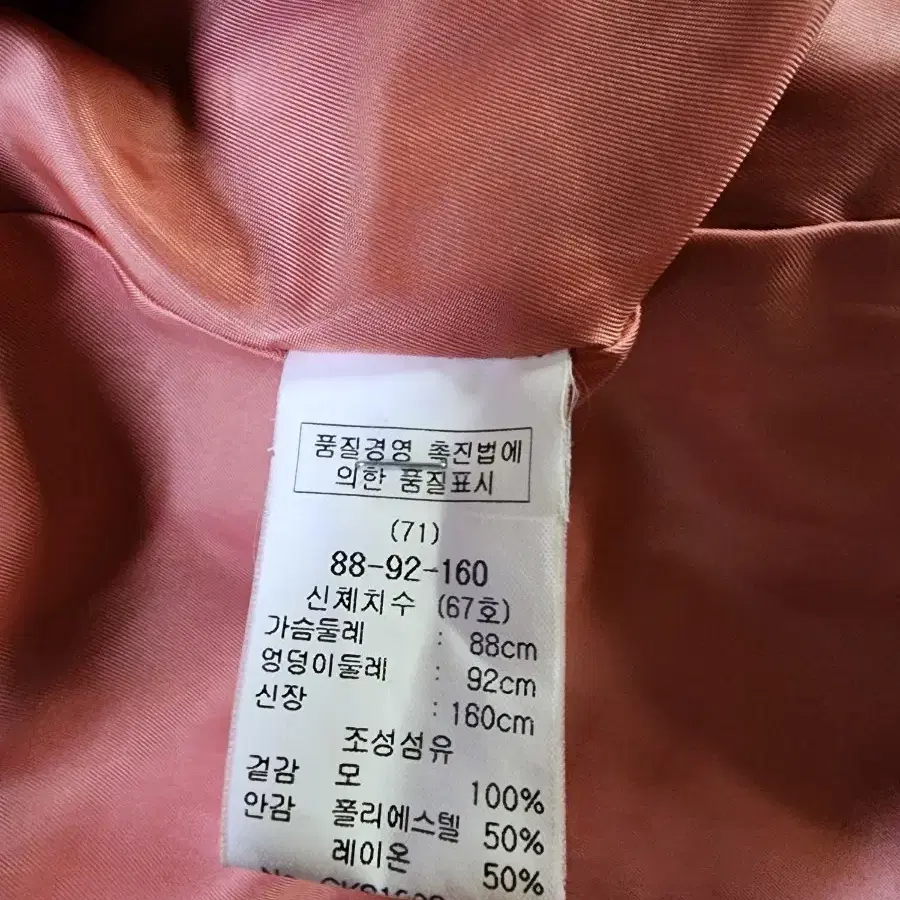 품질경영 촉진법에
의한 품질표시
(71)
88-92-160
신체치수 (67호)
가슴둘레 : 88cm
엉덩이둘레 : 92cm
신장 : 160cm
조성섬유
겉감 모 100%
안감 폴리에스텔 50%
레이온 50%